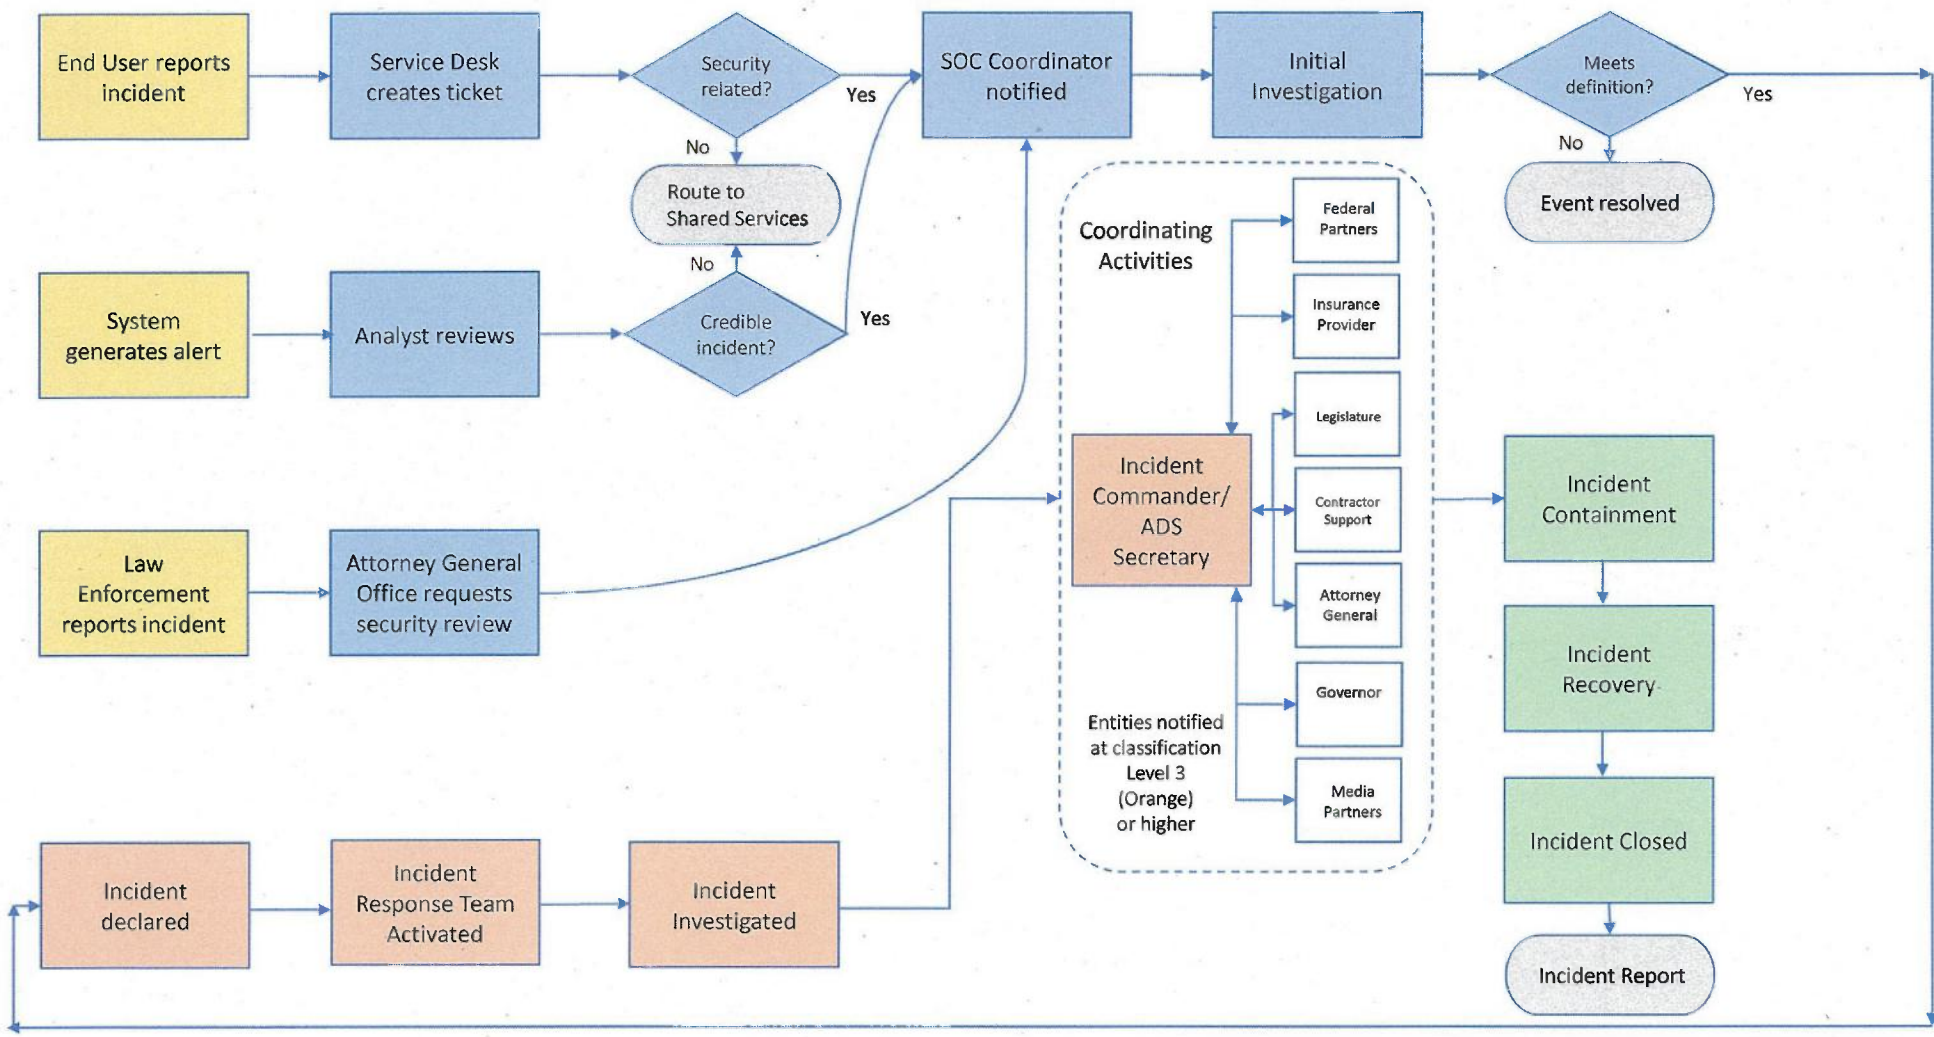 End User reports
incident
Service Desk
creates ticket
Security
related?
Yes
No
SOC Coordinator
notified
Initial
Investigation
Meets
definition?
Yes
No
Route to
Shared Services
Event resolved
System
generates alert
Analyst reviews
No
Credible
incident?
Yes
Coordinating
Activities
Federal
Partners
Insurance
Provider
Legislature
Incident
Commander/
ADS
Secretary
Contractor
Support
Attorney
General
Governor
Media
Partners
Entities notified
at classification
Level 3
(Orange)
or higher
Law
Enforcement
reports incident
Attorney General
Office requests
security review
Incident
Containment
Incident
Recovery
Incident Closed
Incident Report
Incident
declared
Incident
Response Team
Activated
Incident
Investigated